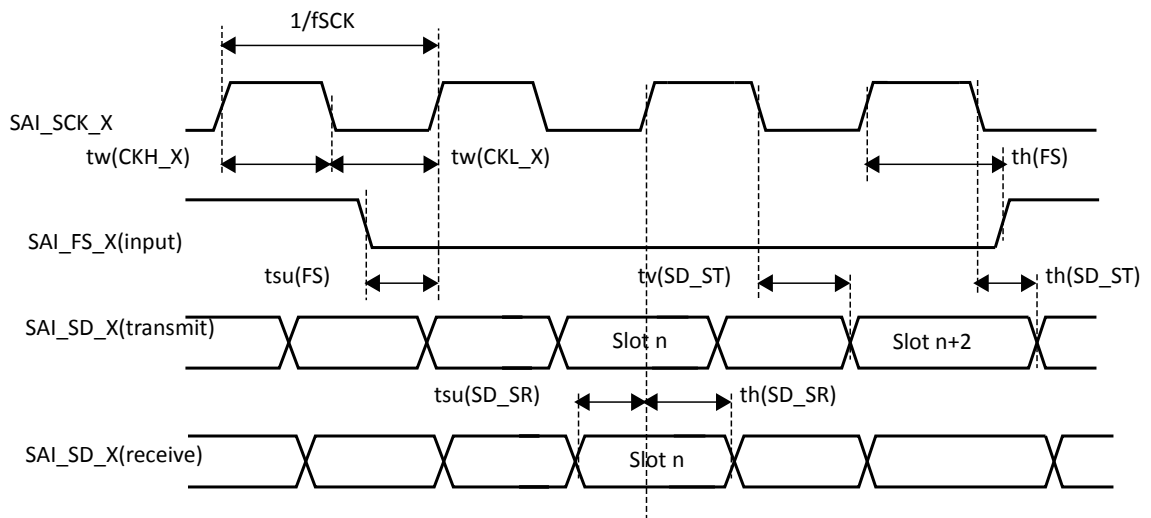 1/fSCK
SAI_SCK_X
tw(CKH_X)
tw(CKL_X)
th(FS)
SAI_FS_X(input)
tsu(FS)
tv(SD_ST)
th(SD_ST)
SAI_SD_X(transmit)
Slot n
Slot n+2
tsu(SD_SR)
th(SD_SR)
SAI_SD_X(receive)
Slot n